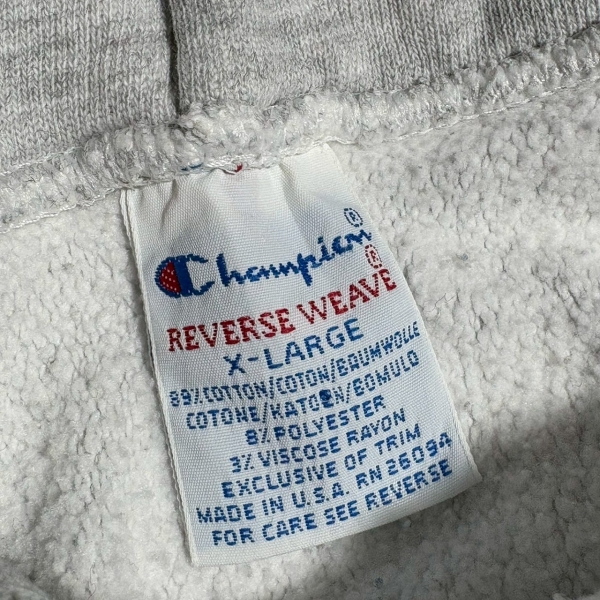 Champion®
REVERSE WEAVE®
X-LARGE
89% COTTON/COTON/BAUMWOLLE
COTONE/KATOEN/BOMULD
8% POLYESTER
3% VISCOSE RAYON
EXCLUSIVE OF TRIM
MADE IN U.S.A. RN 26094
FOR CARE SEE REVERSE